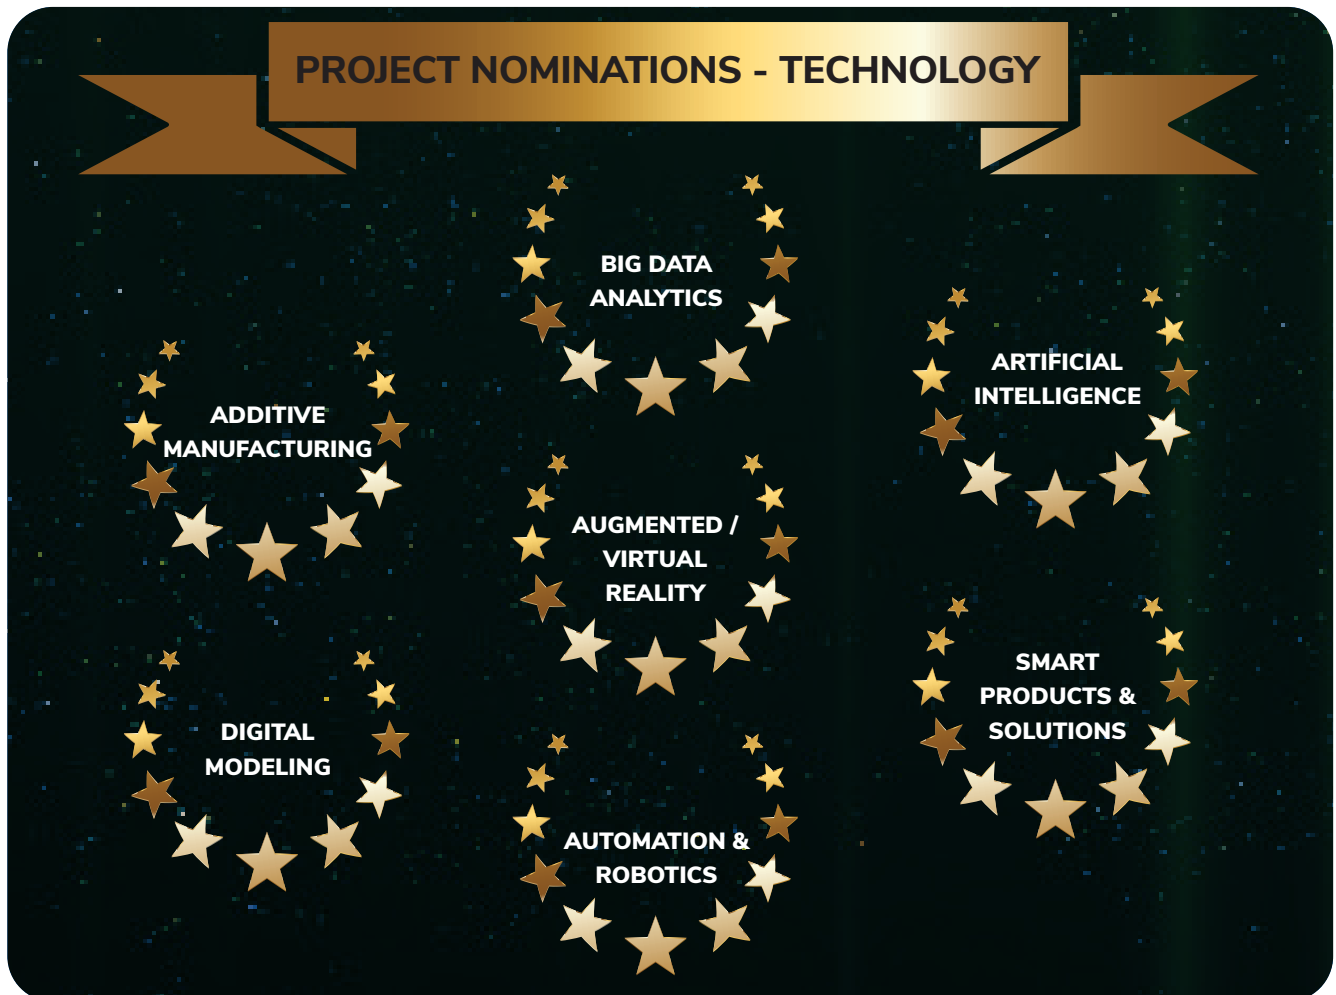 PROJECT NOMINATIONS - TECHNOLOGY
BIG DATA
ANALYTICS
ARTIFICIAL
INTELLIGENCE
ADDITIVE
MANUFACTURING
AUGMENTED /
VIRTUAL
REALITY
SMART
PRODUCTS &
SOLUTIONS
DIGITAL
MODELING
AUTOMATION &
ROBOTICS